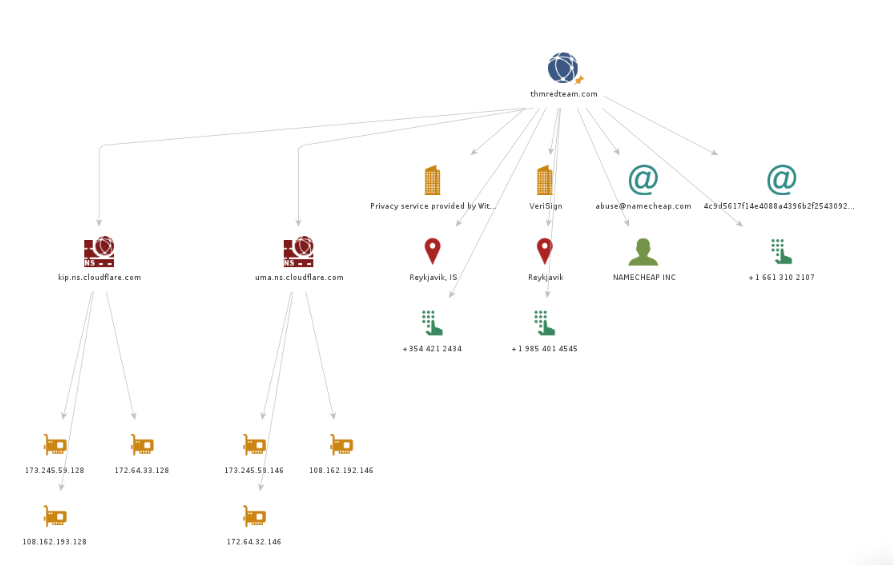 thmredteam.com
Privacy service provided by Wit...
VeriSign
abuse@namecheap.com
4c9d5617f14e4088a4396b2f2543092...
NS
kip.ns.cloudflare.com
NS
uma.ns.cloudflare.com
Reykjavik, IS
Reykjavik
NAMECHEAP INC
+1 661 310 2107
+354 421 2434
+1 985 401 4545
173.245.59.128
172.64.33.128
173.245.58.146
108.162.192.146
108.162.193.128
172.64.32.146